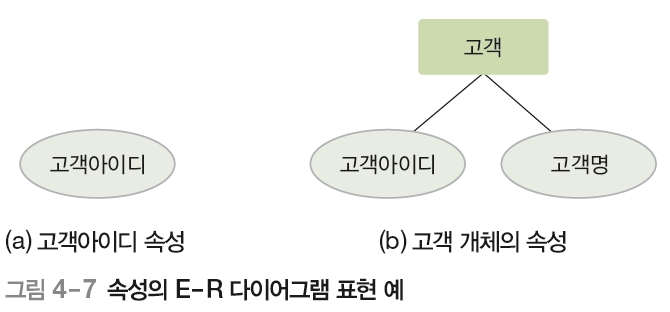 고객
고객아이디
고객아이디
고객명
(a) 고객아이디 속성
(b) 고객 개체의 속성
그림 4-7 속성의 E-R 다이어그램 표현 예